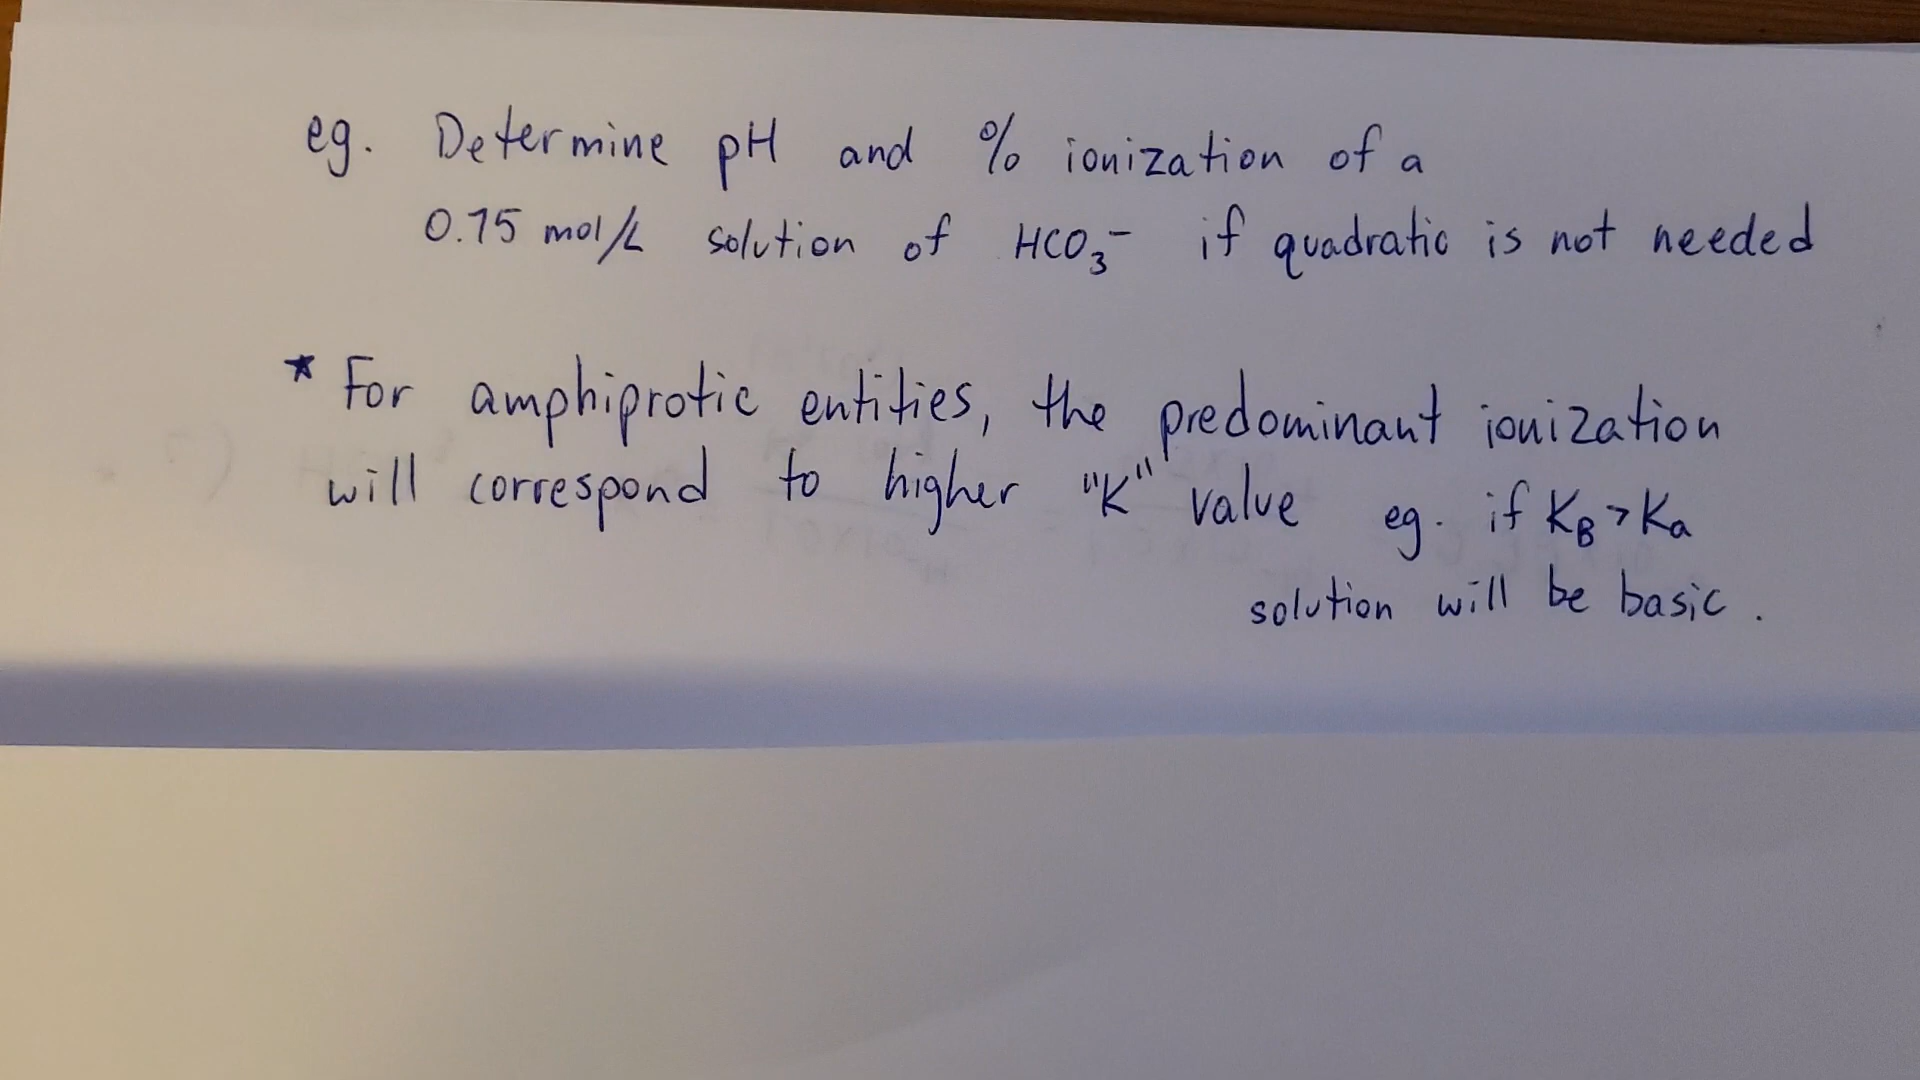 eg. Determine pH and % ionization of a
0.75 mol/L solution of HCO₃⁻ if quadratic is not needed
* For amphiprotic entities, the predominant ionization
will correspond to higher "K" value eg. if KB > Ka
solution will be basic.